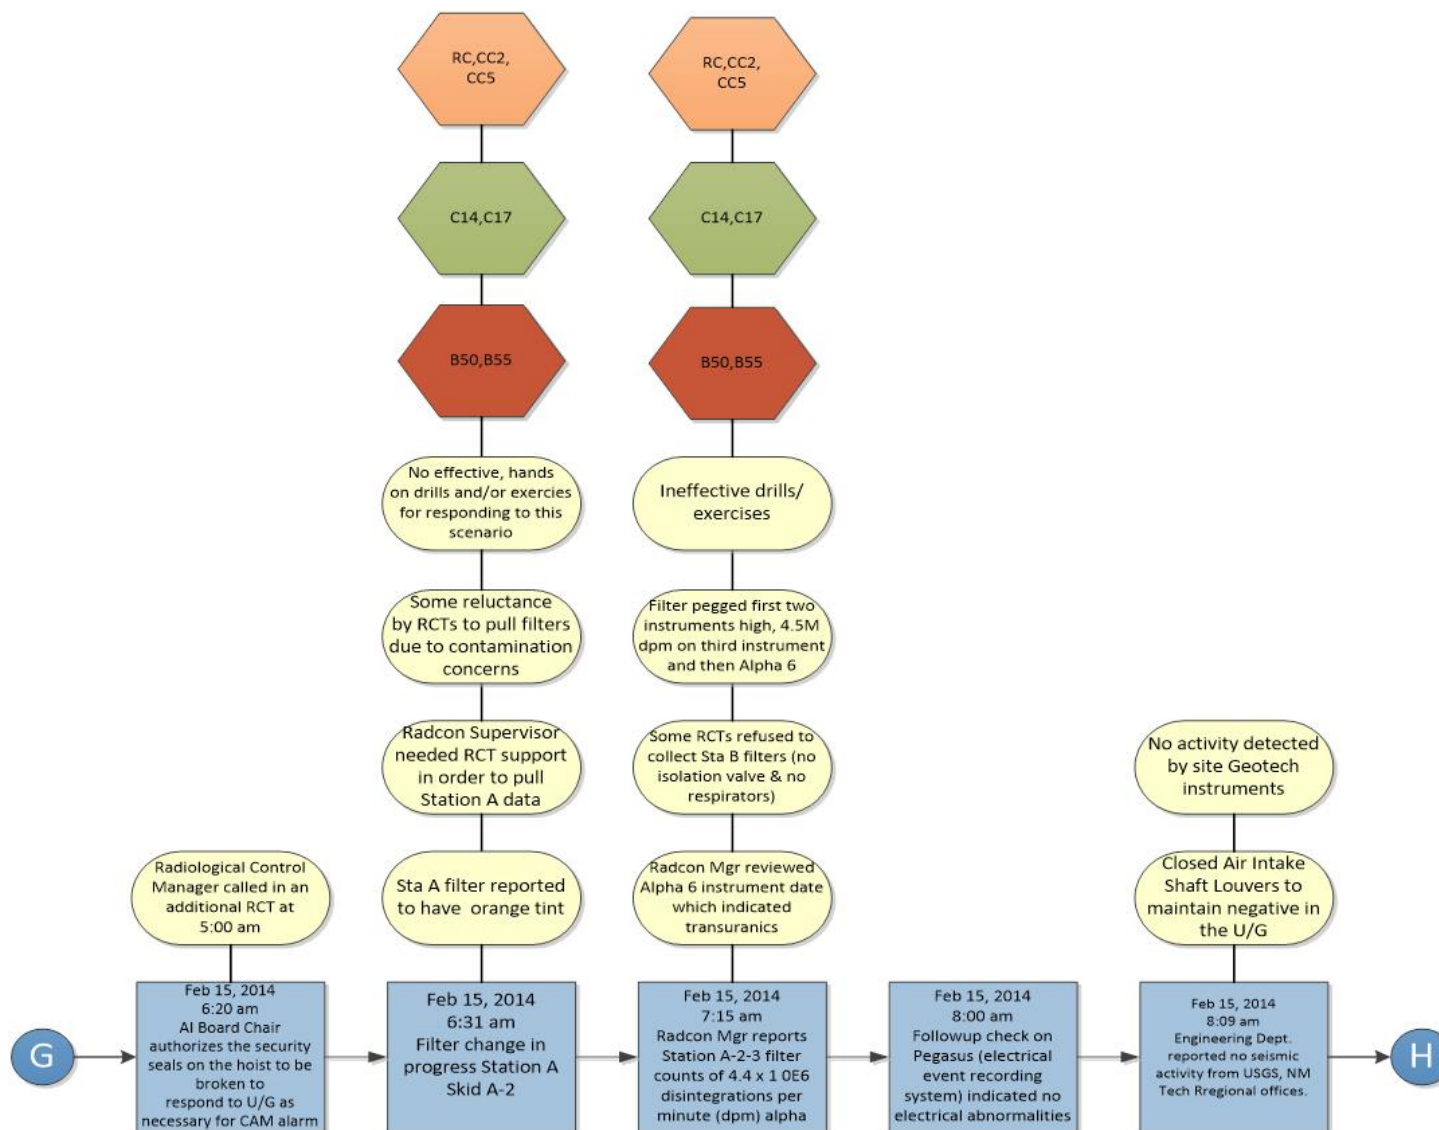 RC,CC2,
CC5
C14,C17
B50,B55
No effective, hands
on drills and/or exercies
for responding to this
scenario
Some reluctance
by RCTs to pull filters
due to contamination
concerns
Radcon Supervisor
needed RCT support
in order to pull
Station A data
Sta A filter reported
to have orange tint
RC,CC2,
CC5
C14,C17
B50,B55
Ineffective drills/
exercises
Filter pegged first two
instruments high, 4.5M
dpm on third instrument
and then Alpha 6
Some RCTs refused to
collect Sta B filters (no
isolation valve & no
respirators)
Radcon Mgr reviewed
Alpha 6 instrument date
which indicated
transuranics
No activity detected
by site Geotech
instruments
Closed Air Intake
Shaft Louvers to
maintain negative in
the U/G
Radiological Control
Manager called in an
additional RCT at
5:00 am
G
Feb 15, 2014
6:20 am
AI Board Chair
authorizes the security
seals on the hoist to be
broken to
respond to U/G as
necessary for CAM alarm
Feb 15, 2014
6:31 am
Filter change in
progress Station A
Skid A-2
Feb 15, 2014
7:15 am
Radcon Mgr reports
Station A-2-3 filter
counts of 4.4 x 1 0E6
disintegrations per
minute (dpm) alpha
Feb 15, 2014
8:00 am
Followup check on
Pegasus (electrical
event recording
system) indicated no
electrical abnormalities
Feb 15, 2014
8:09 am
Engineering Dept.
reported no seismic
activity from USGS, NM
Tech Rregional offices.
H